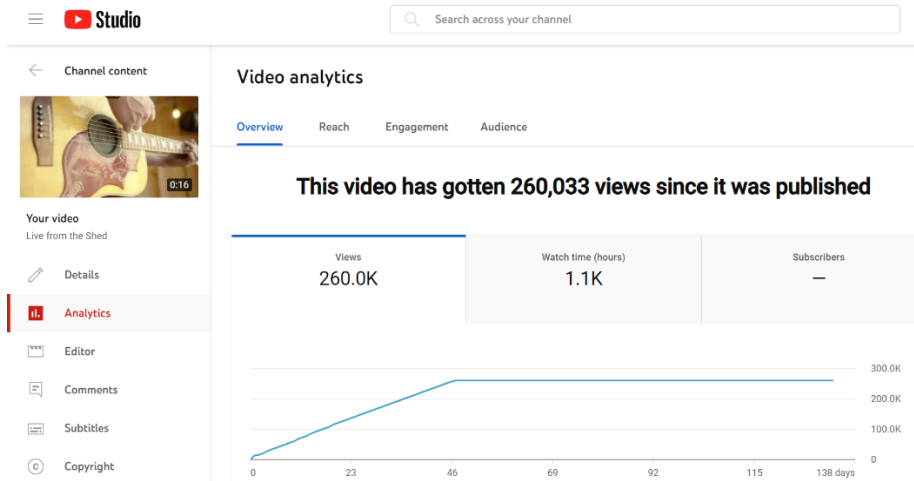 Studio
Search across your channel
Channel content
Video analytics
Overview Reach Engagement Audience
0:16
This video has gotten 260,033 views since it was published
Your video
Live from the Shed
Details
Analytics
Editor
Comments
Subtitles
Copyright
Views
260.0K
Watch time (hours)
1.1K
Subscribers
—
300.0K
200.0K
100.0K
0
0 23 46 69 92 115 138 days